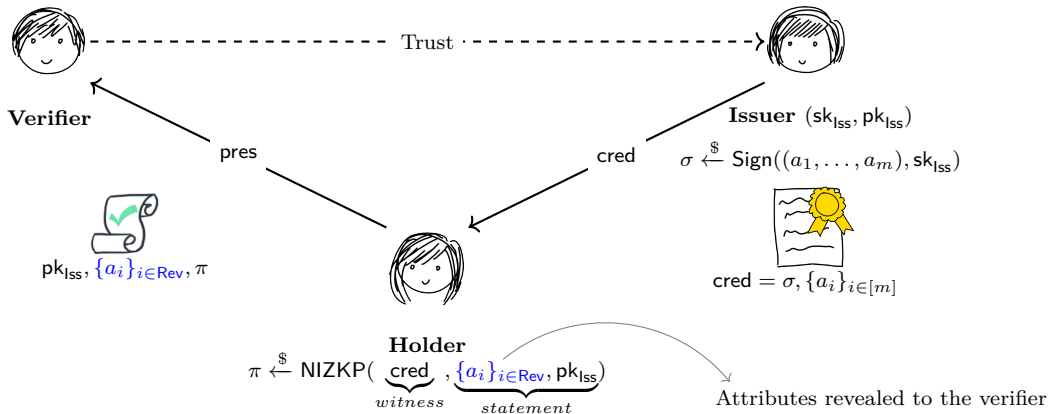 Trust
Verifier
Issuer (sk_Iss, pk_Iss)
pres
cred
σ ←$ Sign((a_1, . . . , a_m), sk_Iss)
pk_Iss, {a_i}_{i∈Rev}, π
cred = σ, {a_i}_{i∈[m]}
Holder
π ←$ NIZKP( cred , {a_i}_{i∈Rev}, pk_Iss)
witness
statement
Attributes revealed to the verifier